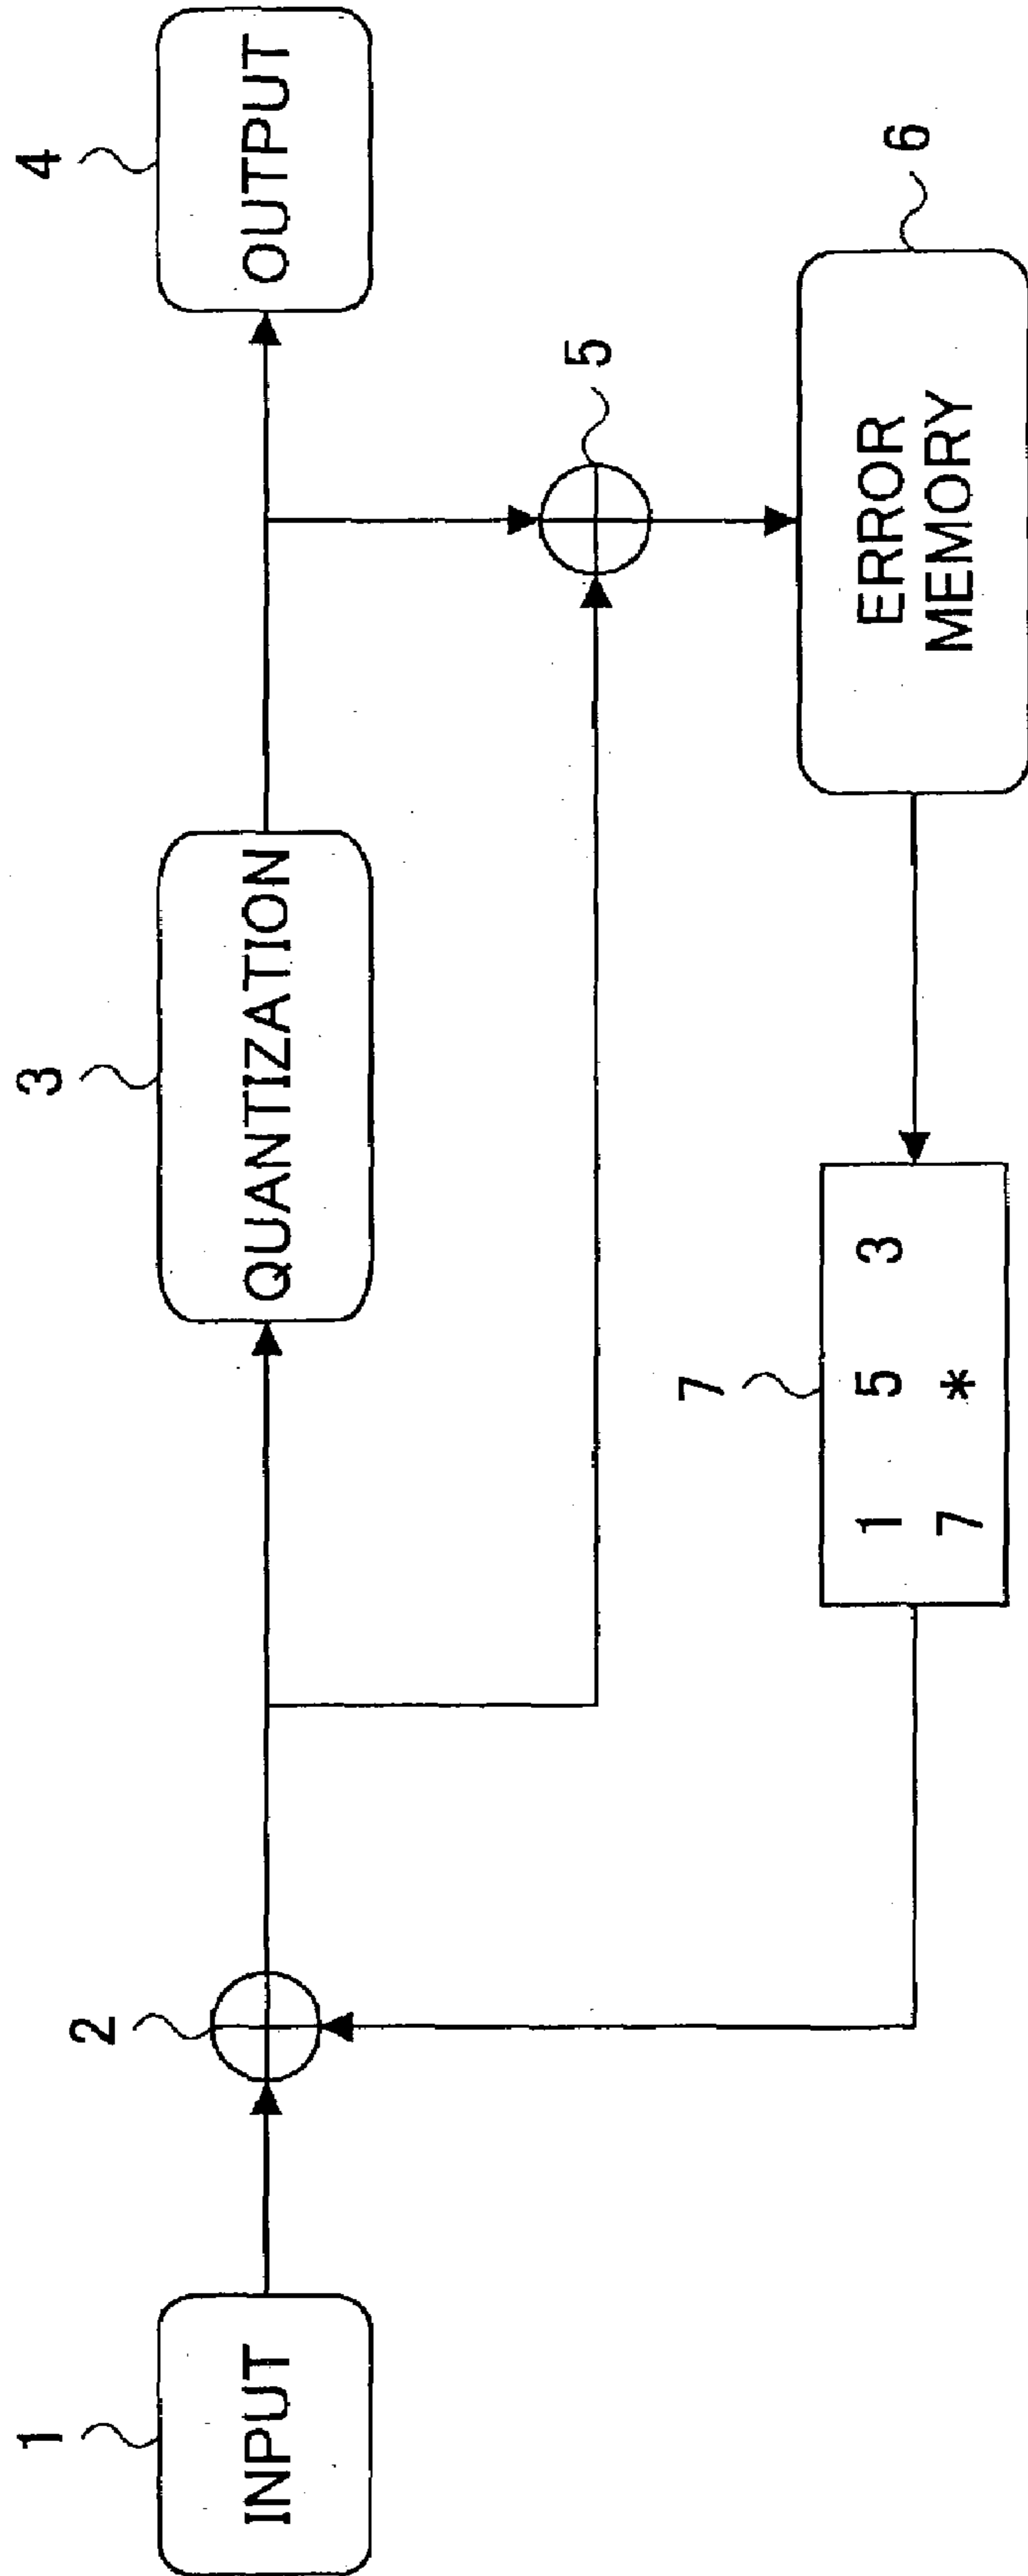 1
INPUT
2
3
QUANTIZATION
4
OUTPUT
5
6
ERROR
MEMORY
7
1 5 3
7 *